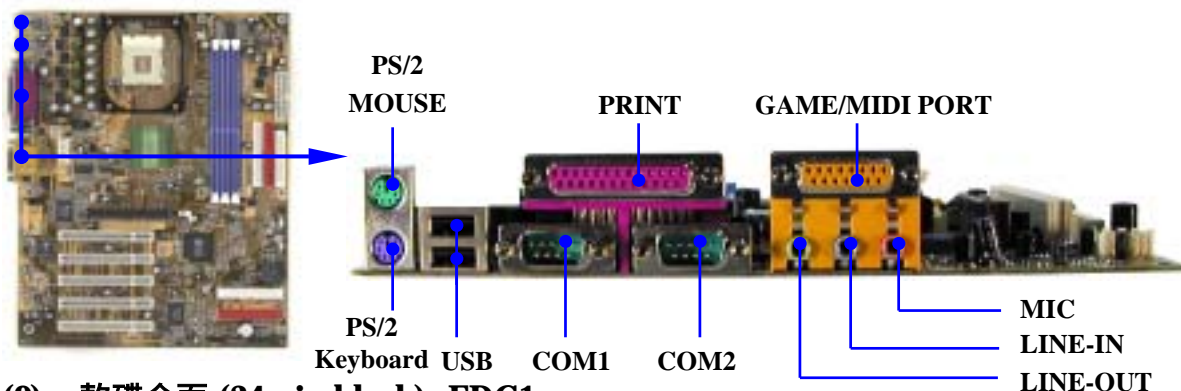 PS/2
MOUSE
PRINT
GAME/MIDI PORT
PS/2
Keyboard
USB
COM1
COM2
MIC
LINE-IN
LINE-OUT